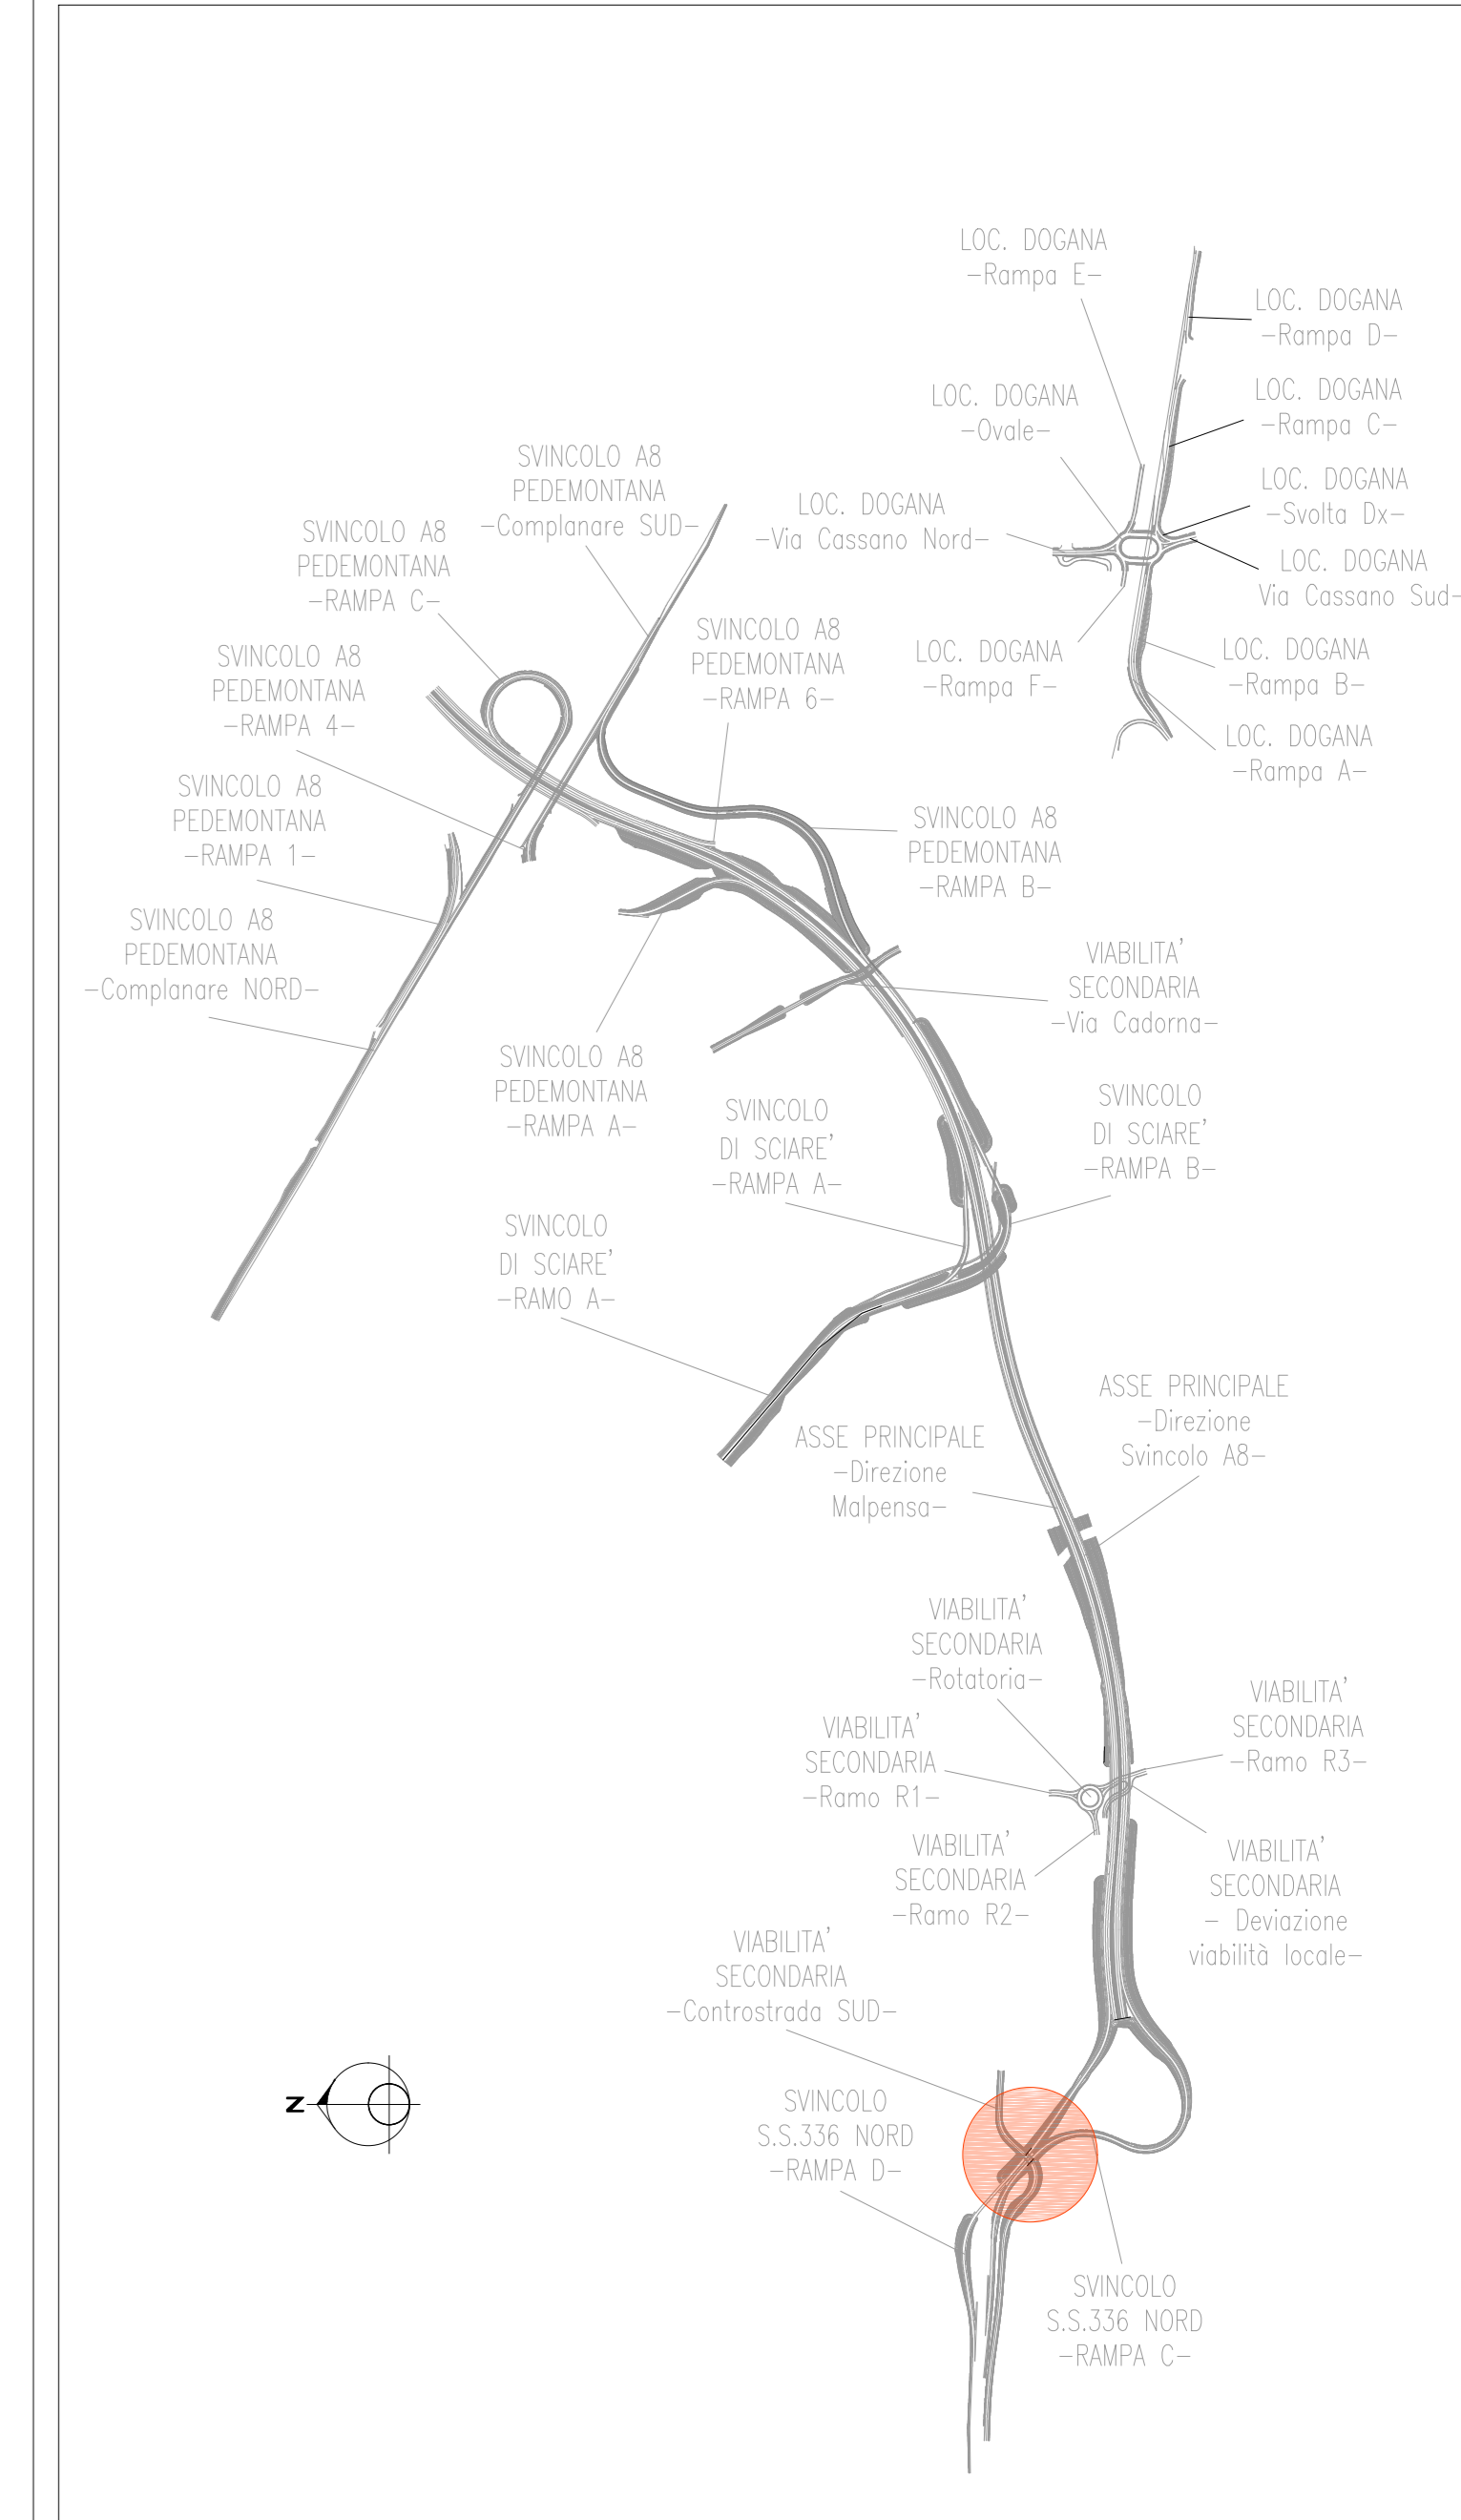 LOC. DOGANA
-Rampa E-
LOC. DOGANA
-Rampa D-
LOC. DOGANA
-Ovale-
LOC. DOGANA
-Rampa C-
SVINCOLO A8
PEDEMONTANA
-Complanare SUD-
LOC. DOGANA
-Svolta Dx-
LOC. DOGANA
-Via Cassano Nord-
SVINCOLO A8
PEDEMONTANA
-RAMPA C-
LOC. DOGANA
Via Cassano Sud-
SVINCOLO A8
PEDEMONTANA
-RAMPA 6-
SVINCOLO A8
PEDEMONTANA
-RAMPA 4-
LOC. DOGANA
-Rampa F-
LOC. DOGANA
-Rampa B-
LOC. DOGANA
-Rampa A-
SVINCOLO A8
PEDEMONTANA
-RAMPA 1-
SVINCOLO A8
PEDEMONTANA
-RAMPA B-
SVINCOLO A8
PEDEMONTANA
-Complanare NORD-
VIABILITA'
SECONDARIA
-Via Cadorna-
SVINCOLO A8
PEDEMONTANA
-RAMPA A-
SVINCOLO
DI SCIARE'
-RAMPA A-
SVINCOLO
DI SCIARE'
-RAMPA B-
SVINCOLO
DI SCIARE'
-RAMO A-
ASSE PRINCIPALE
-Direzione
Svincolo A8-
ASSE PRINCIPALE
-Direzione
Malpensa-
VIABILITA'
SECONDARIA
-Rotatoria-
VIABILITA'
SECONDARIA
-Ramo R3-
VIABILITA'
SECONDARIA
-Ramo R1-
VIABILITA'
SECONDARIA
-Ramo R2-
VIABILITA'
SECONDARIA
- Deviazione
viabilità locale-
VIABILITA'
SECONDARIA
-Controstrada SUD-
N
SVINCOLO
S.S.336 NORD
-RAMPA D-
SVINCOLO
S.S.336 NORD
-RAMPA C-